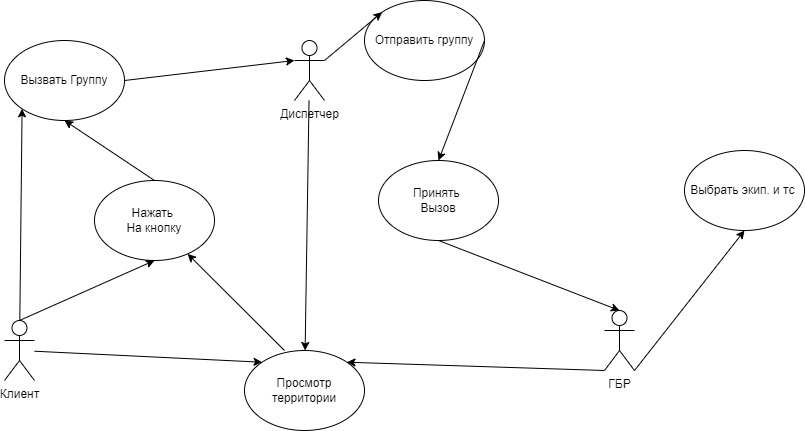 Отправить группу
Вызвать Группу
Диспетчер
Принять
Вызов
Выбрать экип. и тс
Нажать
На кнопку
Клиент
Просмотр
территории
ГБР